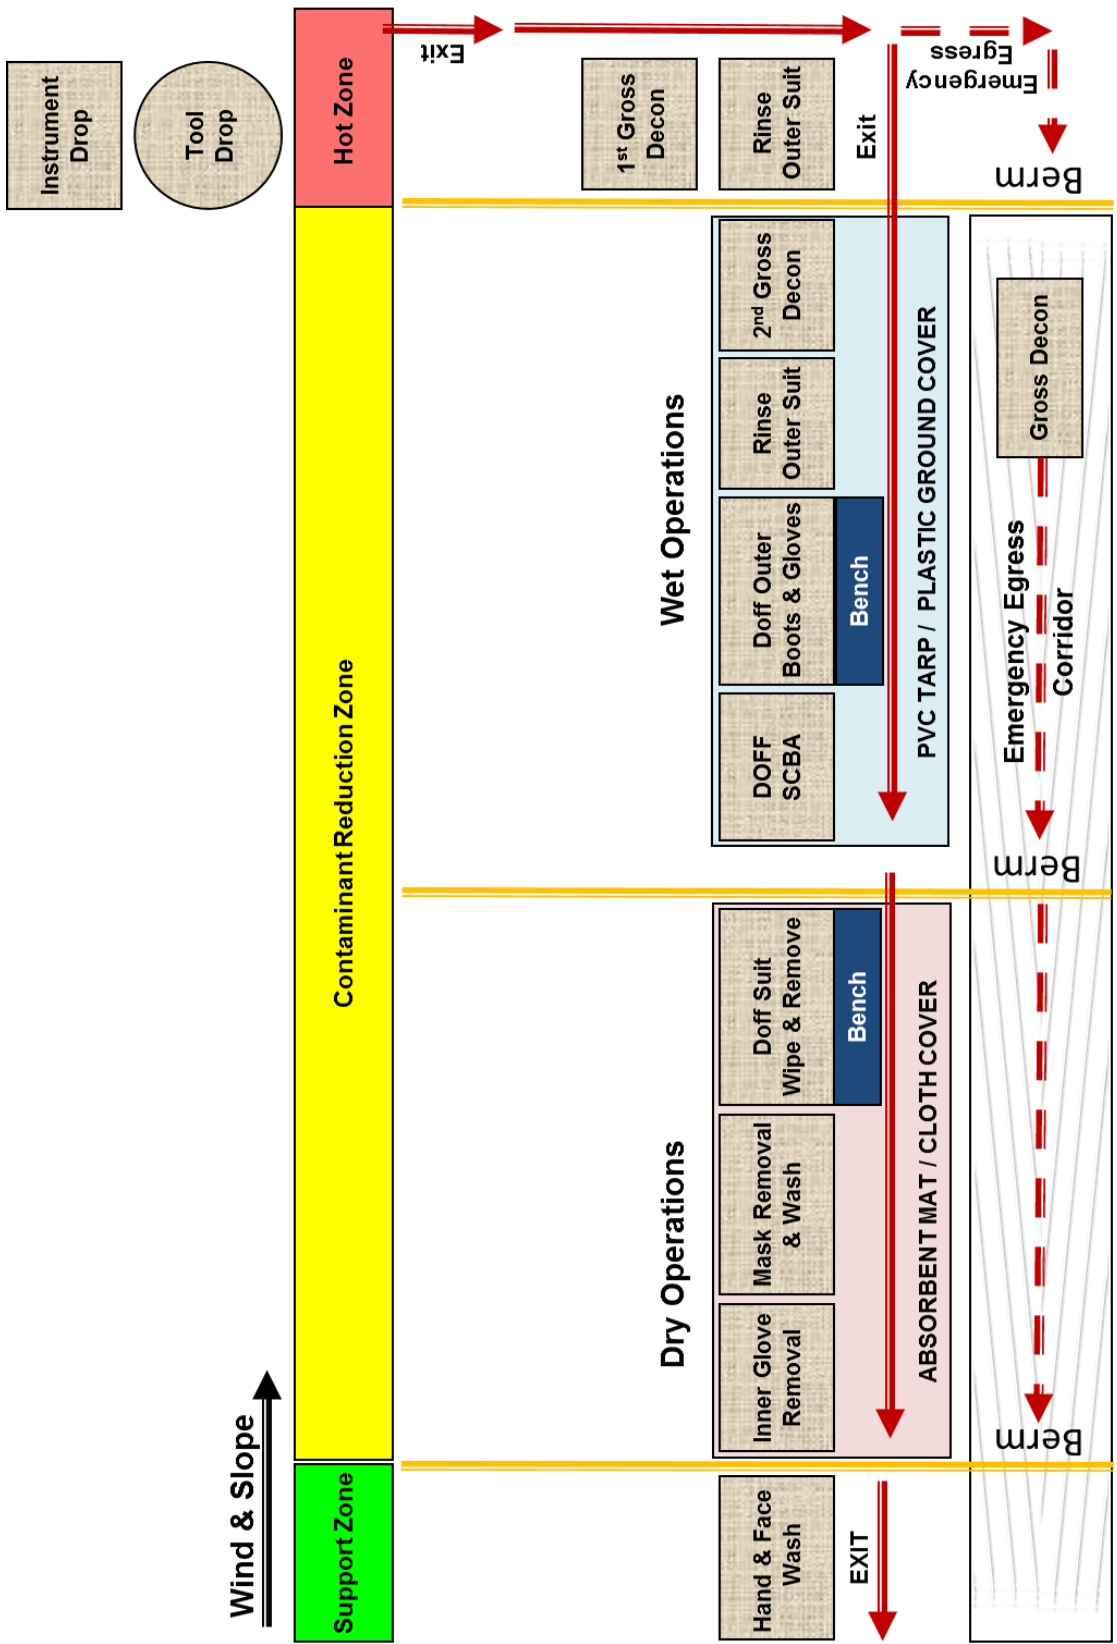 Instrument
Drop
Tool
Drop
Hot Zone
Exit
1st Gross
Decon
Rinse
Outer Suit
Exit
Emergency
Egress
Berm
Wind & Slope
Contaminant Reduction Zone
Support Zone
Wet Operations
2nd Gross
Decon
Rinse
Outer Suit
Doff Outer
Boots & Gloves
Bench
DOFF
SCBA
PVC TARP / PLASTIC GROUND COVER
Gross Decon
Emergency Egress
Corridor
Berm
Dry Operations
Doff Suit
Wipe & Remove
Bench
Mask Removal
& Wash
Inner Glove
Removal
ABSORBENT MAT / CLOTH COVER
Berm
Hand & Face
Wash
EXIT